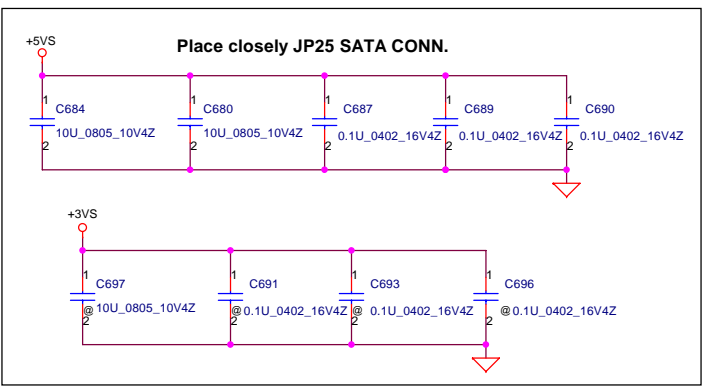 Place closely JP25 SATA CONN.
+5VS
1 1 1 1 1
C684 C680 C687 C689 C690
10U_0805_10V4Z 10U_0805_10V4Z 0.1U_0402_16V4Z 0.1U_0402_16V4Z 0.1U_0402_16V4Z
2 2 2 2 2
+3VS
1 1 1 1
C697 C691 C693 C696
@ 10U_0805_10V4Z @ 0.1U_0402_16V4Z @ 0.1U_0402_16V4Z @ 0.1U_0402_16V4Z
2 2 2 2